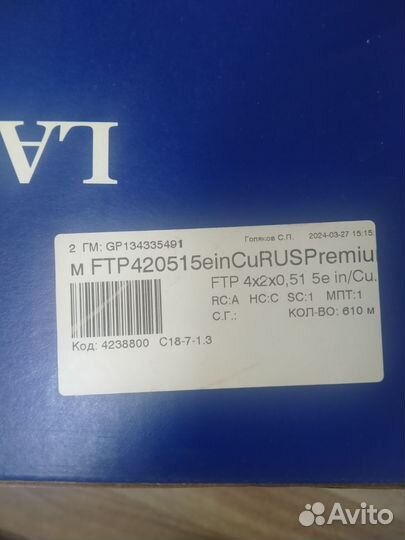 LA
2 ГМ: GP134335491 Голяков С.П. 2024-03-27 15:15
м FTP420515einCuRUSPremiu
FTP 4x2x0,51 5e in/Cu.
RC:A HC:C SC:1 МПТ:1
С.Г.: КОЛ-ВО: 610 м
Код: 4238800 C18-7-1.3
Avito